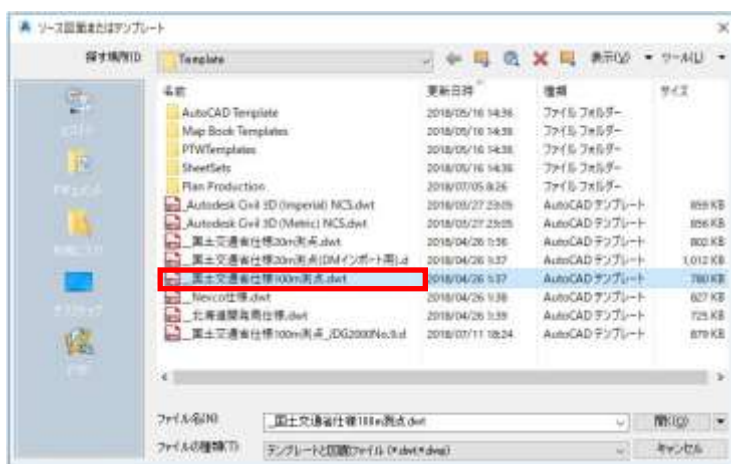 ソース図面またはテンプレート
探す場所(I): Template 表示(V) ツール(L)
名前 更新日時 種類 サイズ
AutoCAD Template 2018/05/16 14:36 ファイル フォルダー
Map Book Templates 2018/05/16 14:38 ファイル フォルダー
PTWTemplates 2018/05/16 14:36 ファイル フォルダー
SheetSets 2018/05/16 14:36 ファイル フォルダー
Plan Production 2018/07/05 8:26 ファイル フォルダー
_Autodesk Civil 3D (Imperial) NCS.dwt 2018/03/27 23:05 AutoCAD テンプレート 859 KB
_Autodesk Civil 3D (Metric) NCS.dwt 2018/03/27 23:05 AutoCAD テンプレート 856 KB
__国土交通省仕様20m測点.dwt 2018/04/26 1:36 AutoCAD テンプレート 802 KB
__国土交通省仕様20m測点(DMインポート用).d 2018/04/26 1:37 AutoCAD テンプレート 1,012 KB
__国土交通省仕様100m測点.dwt 2018/04/26 1:37 AutoCAD テンプレート 780 KB
__Nexco仕様.dwt 2018/04/26 1:38 AutoCAD テンプレート 827 KB
__北海道開発局仕様.dwt 2018/04/26 1:39 AutoCAD テンプレート 725 KB
__国土交通省仕様100m測点_JDG2000No.9.d 2018/07/11 18:24 AutoCAD テンプレート 879 KB
デスクトップ
ファイル名(N): __国土交通省仕様100m測点.dwt 開く(O)
ファイルの種類(T): テンプレートと図面ファイル (*.dwt;*.dwg) キャンセル